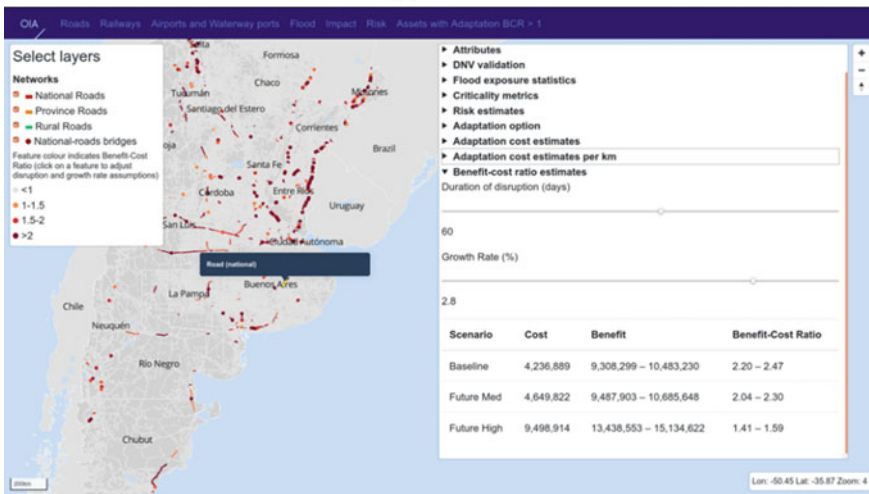 OIA Roads Railways Airports and Waterway ports Flood Impact Risk Assets with Adaptation BCR > 1
Select layers
Networks
National Roads
Province Roads
Rural Roads
National-roads bridges
Feature colour indicates Benefit-Cost
Ratio (click on a feature to adjust
disruption and growth rate assumptions)
<1
1-1.5
1.5-2
>2
Salta
Formosa
Chaco
Tucumán
Misiones
Santiago del Estero
Corrientes
oja
Brazil
Santa Fe
Córdoba
Entre Ríos
Uruguay
San Luis
Ciudad Autónoma
Road (national)
Buenos Aires
La Pampa
Chile
Neuquén
Río Negro
Chubut
200km
Attributes
DNV validation
Flood exposure statistics
Criticality metrics
Risk estimates
Adaptation option
Adaptation cost estimates
Adaptation cost estimates per km
Benefit-cost ratio estimates
Duration of disruption (days)
60
Growth Rate (%)
2.8
Scenario Cost Benefit Benefit-Cost Ratio
Baseline 4,236,889 9,308,299 – 10,483,230 2.20 – 2.47
Future Med 4,649,822 9,487,903 – 10,685,648 2.04 – 2.30
Future High 9,498,914 13,438,553 – 15,134,622 1.41 – 1.59
+
−
Lon: -50.45 Lat: -35.87 Zoom: 4